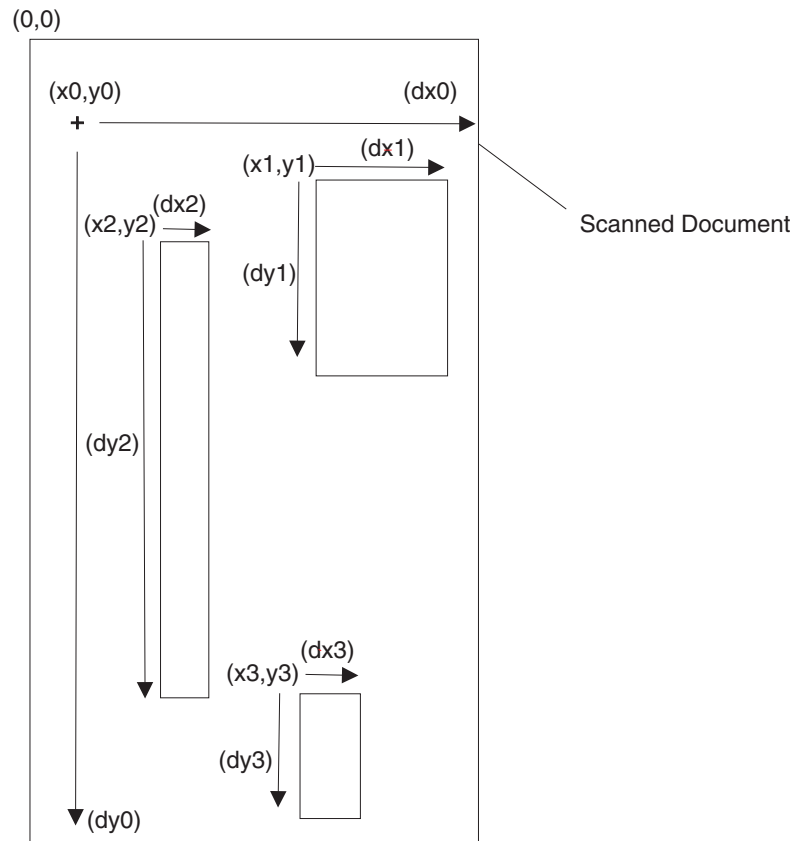 (0,0)
(x0,y0) (dx0)
(x1,y1) (dx1)
(x2,y2) (dx2)
Scanned Document
(dy1)
(dy2)
(x3,y3) (dx3)
(dy3)
(dy0)